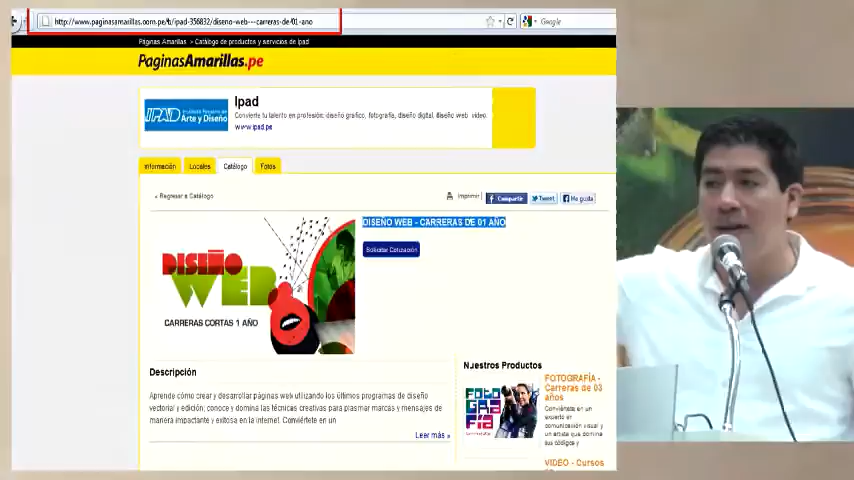 http://www.paginasamarillas.com.pe/b/ipad-356832/diseno-web---carreras-de-01-ano
Google
Páginas Amarillas > Catálogo de productos y servicios de Ipad
PaginasAmarillas.pe
IPAD
Arte y Diseño
Ipad
Convierte tu talento en profesión: diseño grafico, fotografía, diseño digital, diseño web, video.
www.ipad.pe
Información
Locales
Catálogo
Fotos
« Regresar a Catálogo
Imprimir
Compartir
Tweet
Me gusta
DISEÑO WEB - CARRERAS DE 01 AÑO
Solicitar Cotización
DISEÑO
WEB
CARRERAS CORTAS 1 AÑO
Descripción
Aprende cómo crear y desarrollar páginas web utilizando los últimos programas de diseño
vectorial y edición; conoce y domina las técnicas creativas para plasmar marcas y mensajes de
manera impactante y exitosa en la internet. Conviértete en un
Leer más »
Nuestros Productos
FOTOGRAFÍA
FOTOGRAFÍA -
Carreras de 03
años
Conviértete en un
experto en
comunicación visual y
un artista que domina
sus códigos y
VIDEO - Cursos